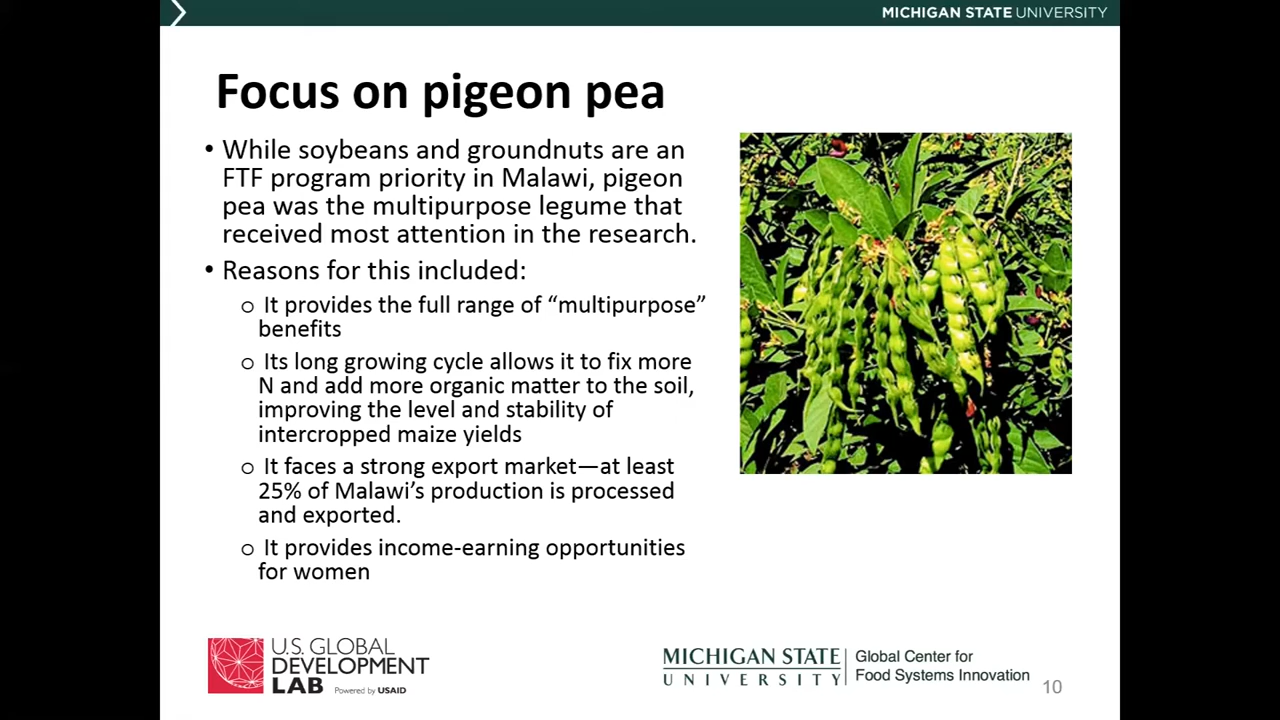 MICHIGAN STATE UNIVERSITY
Focus on pigeon pea
• While soybeans and groundnuts are an
FTF program priority in Malawi, pigeon
pea was the multipurpose legume that
received most attention in the research.
• Reasons for this included:
o It provides the full range of “multipurpose”
benefits
o Its long growing cycle allows it to fix more
N and add more organic matter to the soil,
improving the level and stability of
intercropped maize yields
o It faces a strong export market—at least
25% of Malawi’s production is processed
and exported.
o It provides income-earning opportunities
for women
U.S. GLOBAL
DEVELOPMENT
LAB Powered by USAID
MICHIGAN STATE
UNIVERSITY
Global Center for
Food Systems Innovation
10